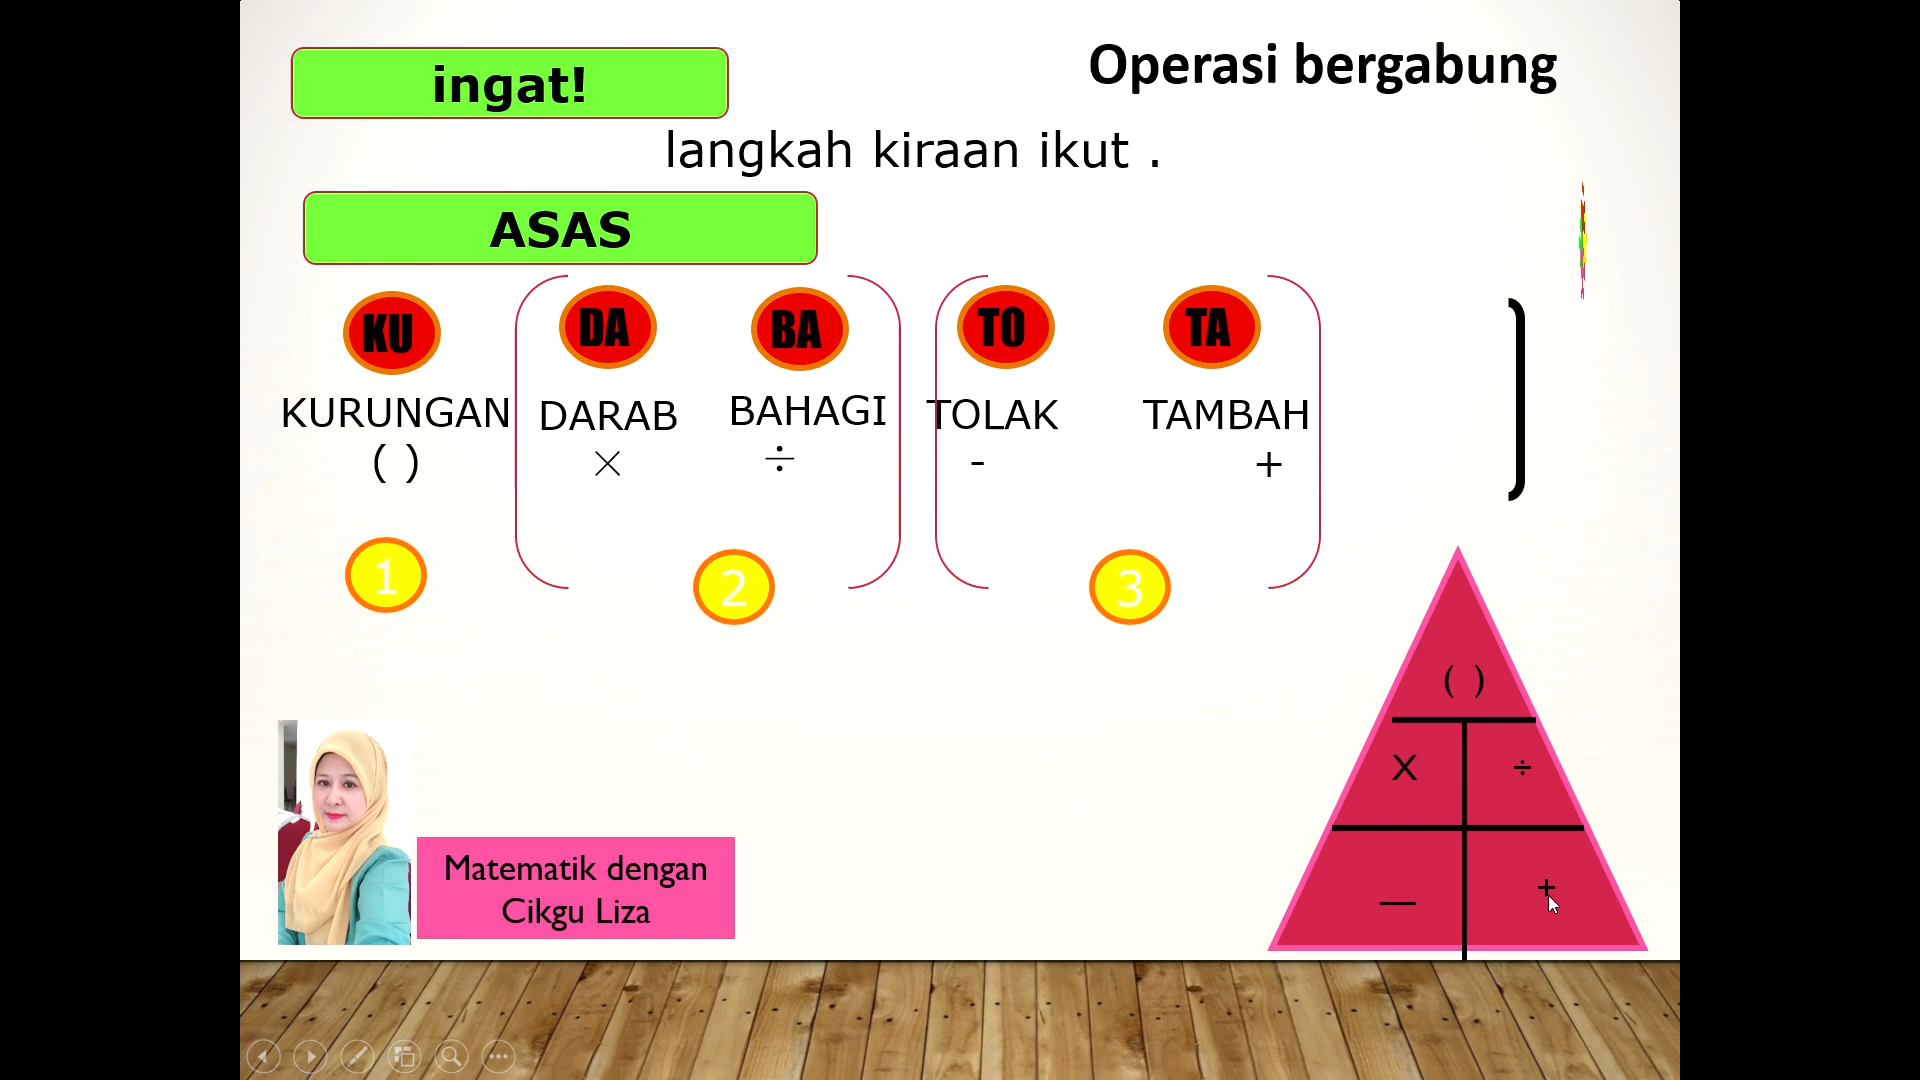 ingat!
Operasi bergabung
langkah kiraan ikut .
ASAS
KU DA BA TO TA
KURUNGAN DARAB BAHAGI TOLAK TAMBAH
( ) × ÷ - +
1 2 3
( )
X ÷
— +
Matematik dengan
Cikgu Liza